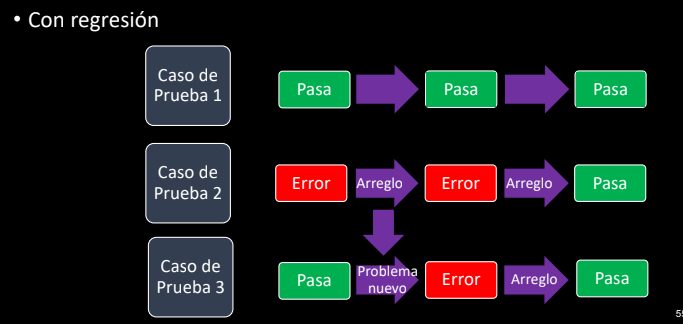 • Con regresión
Caso de
Prueba 1
Pasa
Pasa
Pasa
Caso de
Prueba 2
Error
Arreglo
Error
Arreglo
Pasa
Caso de
Prueba 3
Pasa
Problema
nuevo
Error
Arreglo
Pasa